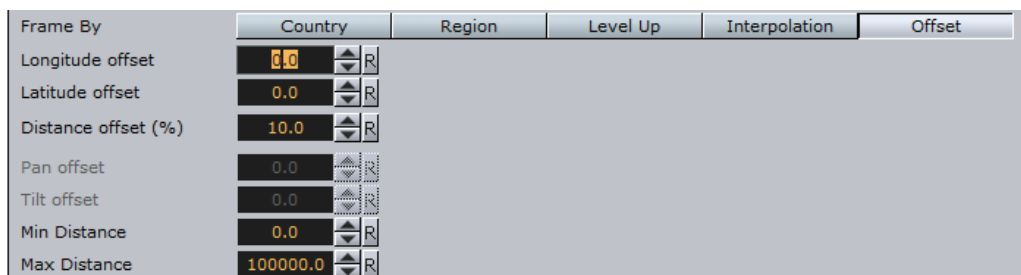 Frame By Country Region Level Up Interpolation Offset
Longitude offset 0.0 R
Latitude offset 0.0 R
Distance offset (%) 10.0 R
Pan offset 0.0 R
Tilt offset 0.0 R
Min Distance 0.0 R
Max Distance 100000.0 R